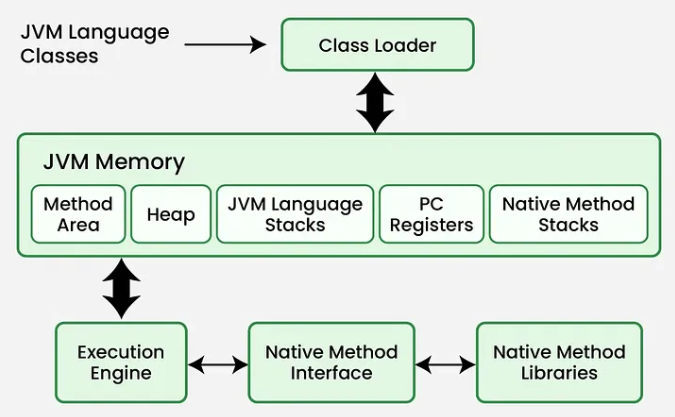 JVM Language
Classes
Class Loader
JVM Memory
Method
Area
Heap
JVM Language
Stacks
PC
Registers
Native Method
Stacks
Execution
Engine
Native Method
Interface
Native Method
Libraries